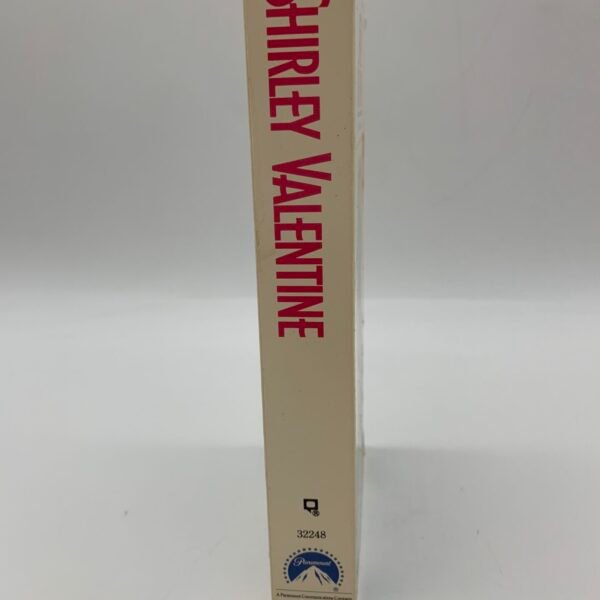 SHIRLEY VALENTINE
®
32248
Paramount
®
A Paramount Communications Company